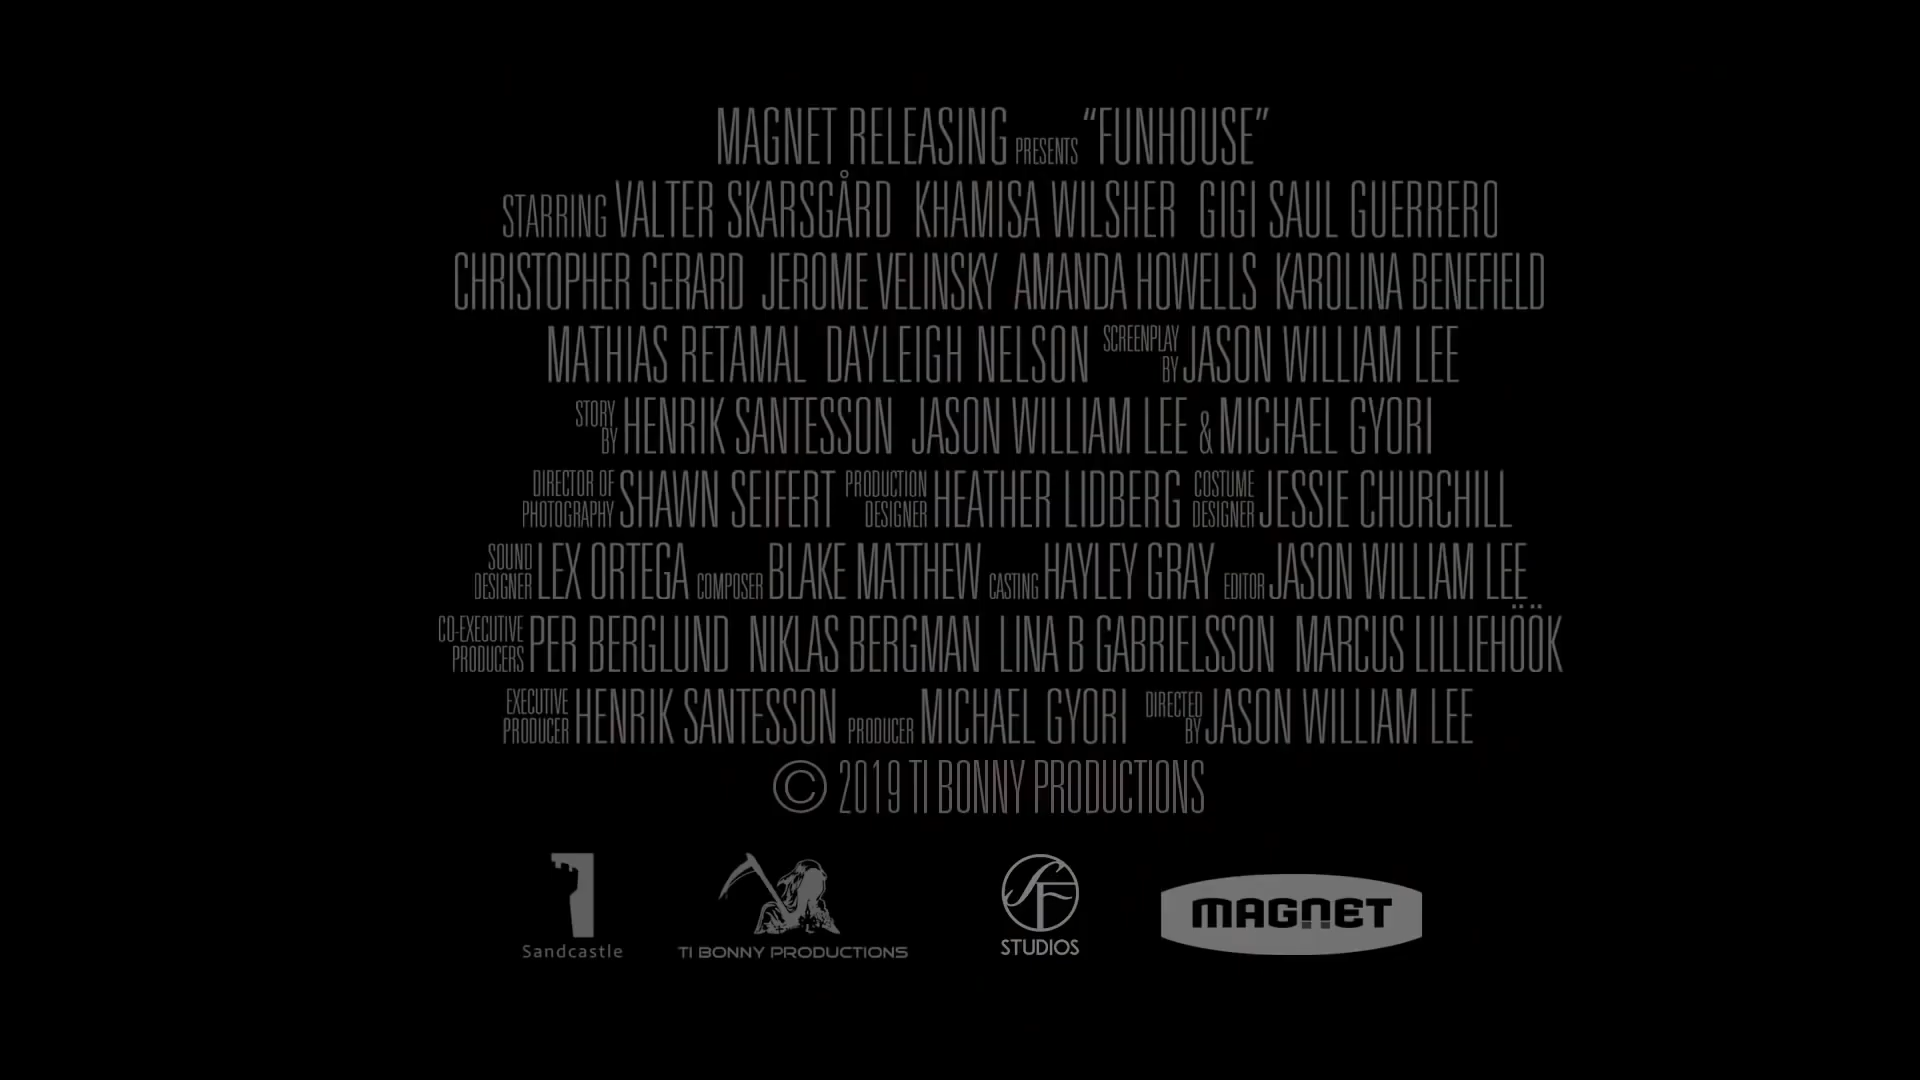 MAGNET RELEASING PRESENTS “FUNHOUSE”
STARRING VALTER SKARSGÅRD KHAMISA WILSHER GIGI SAUL GUERRERO
CHRISTOPHER GERARD JEROME VELINSKY AMANDA HOWELLS KAROLINA BENEFIELD
MATHIAS RETAMAL DAYLEIGH NELSON SCREENPLAY BY JASON WILLIAM LEE
STORY BY HENRIK SANTESSON JASON WILLIAM LEE & MICHAEL GYORI
DIRECTOR OF PHOTOGRAPHY SHAWN SEIFERT PRODUCTION DESIGNER HEATHER LIDBERG COSTUME DESIGNER JESSIE CHURCHILL
SOUND DESIGNER LEX ORTEGA COMPOSER BLAKE MATTHEW CASTING HAYLEY GRAY EDITOR JASON WILLIAM LEE
CO-EXECUTIVE PRODUCERS PER BERGLUND NIKLAS BERGMAN LINA B GABRIELSSON MARCUS LILLIEHÖÖK
EXECUTIVE PRODUCER HENRIK SANTESSON PRODUCER MICHAEL GYORI DIRECTED BY JASON WILLIAM LEE
© 2019 TI BONNY PRODUCTIONS
Sandcastle TI BONNY PRODUCTIONS SF STUDIOS MAGNET